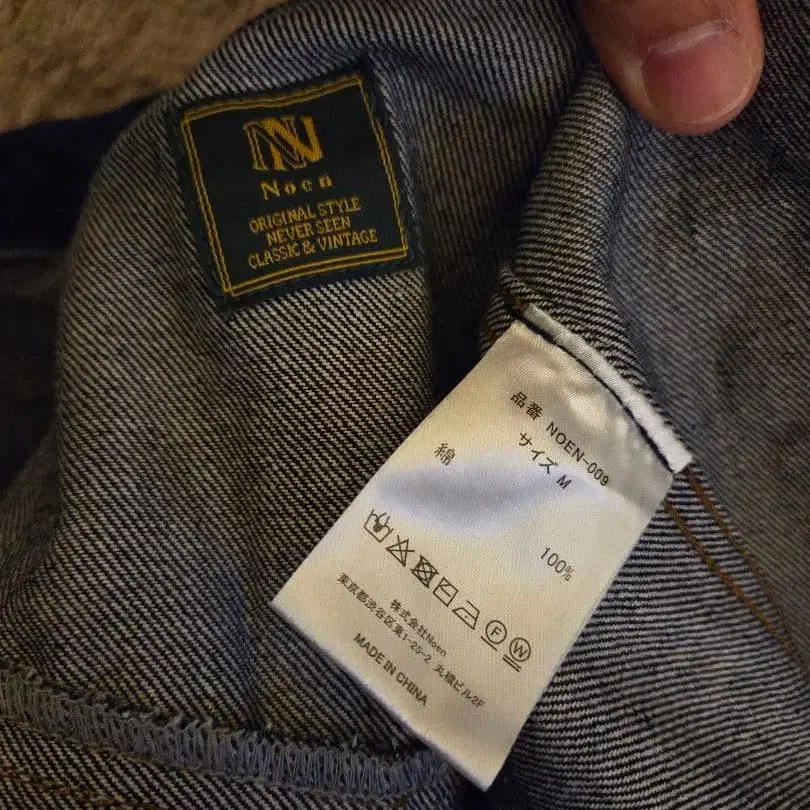 NN
Noen
ORIGINAL STYLE
NEVER SEEN
CLASSIC & VINTAGE
品番 NOEN-009
サイズ M
綿 100%
F W
株式会社Noen
東京都渋谷区東1-25-2 丸橋ビル2F
MADE IN CHINA